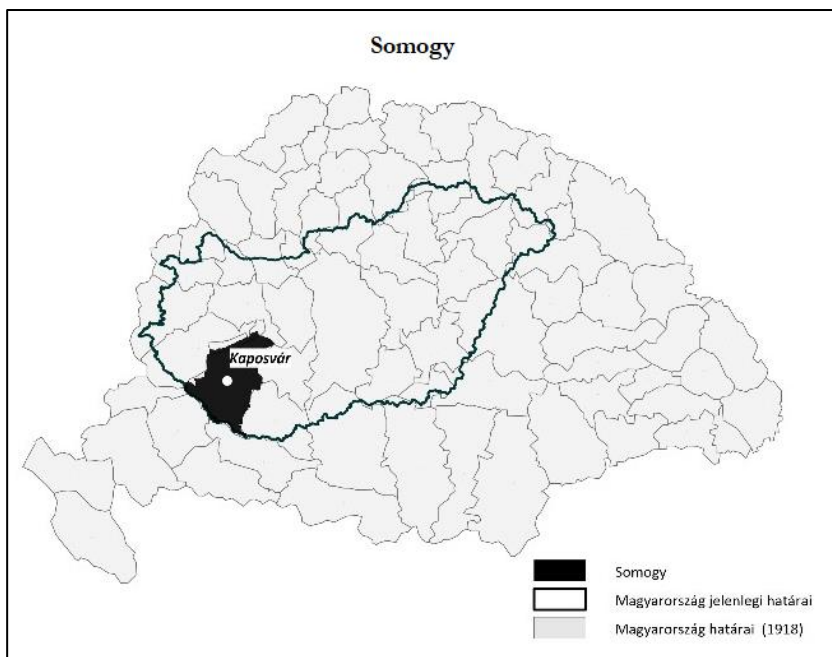 Somogy
Kaposvár
Somogy
Magyarország jelenlegi határai
Magyarország határai (1918)